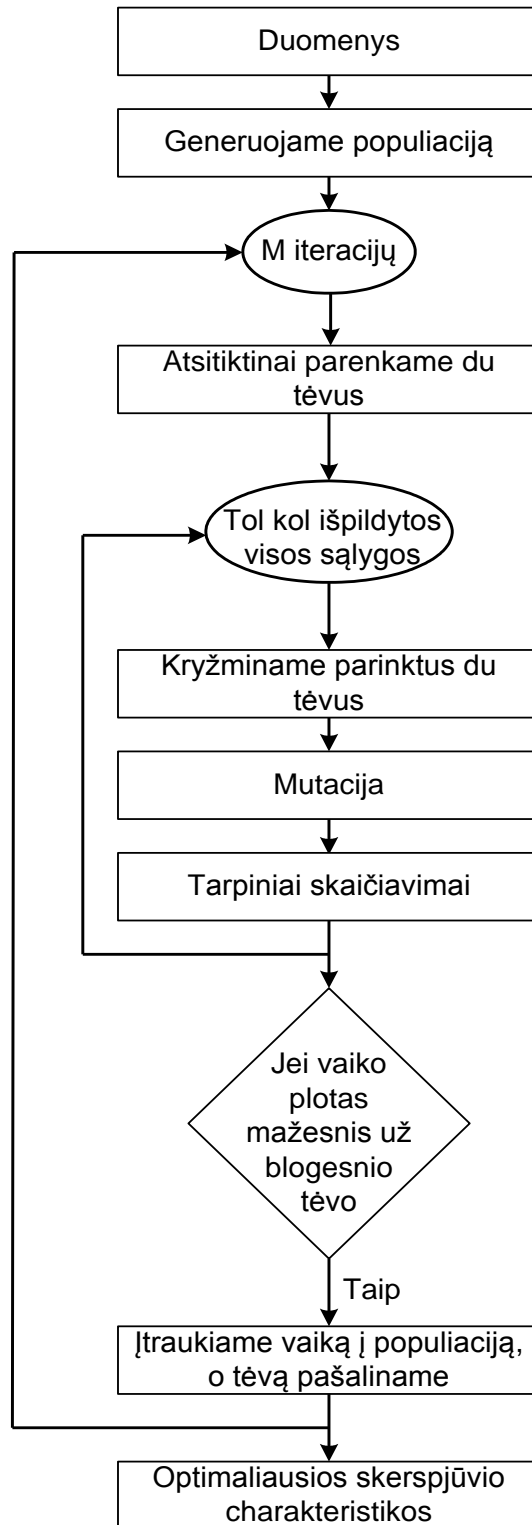 Duomenys
Generuojame populiaciją
M iteracijų
Atsitiktinai parenkame du
tėvus
Tol kol išpildytos
visos sąlygos
Kryžminame parinktus du
tėvus
Mutacija
Tarpiniai skaičiavimai
Jei vaiko
plotas
mažesnis už
blogesnio
tėvo
Taip
Įtraukiame vaiką į populiaciją,
o tėvą pašaliname
Optimaliausios skerspjūvio
charakteristikos